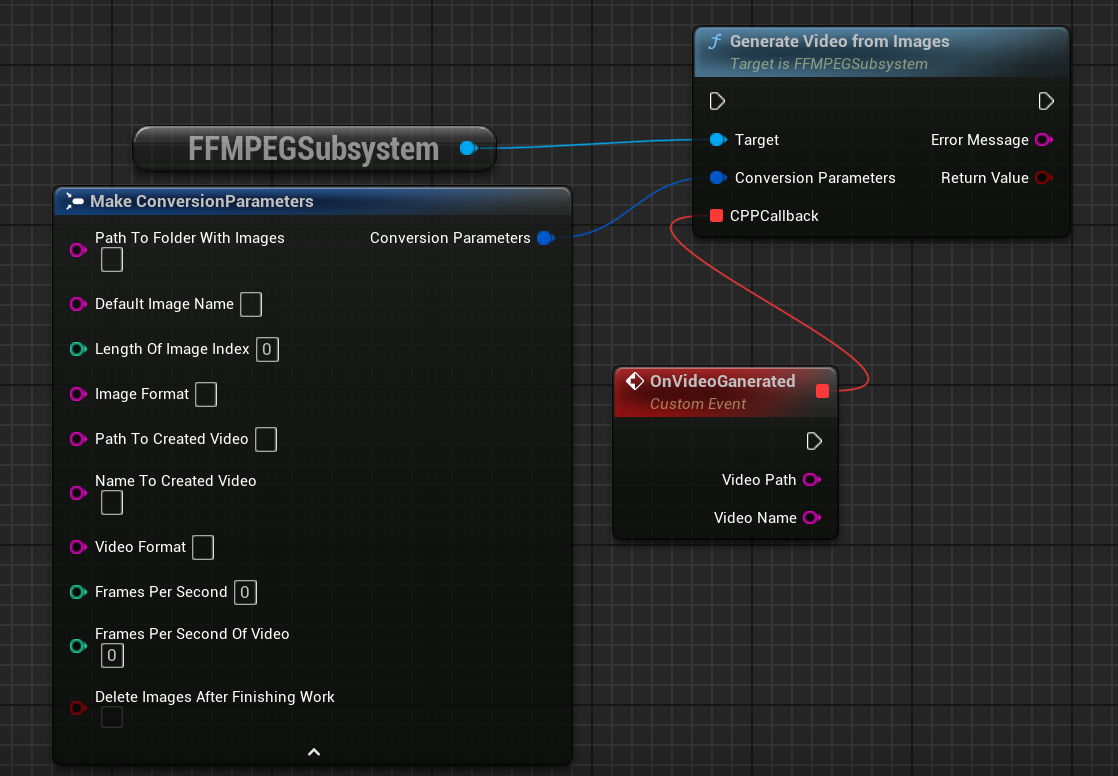 Generate Video from Images
Target is FFMPEGSubsystem
Target
Error Message
Conversion Parameters
Return Value
CPPCallback
FFMPEGSubsystem
Make ConversionParameters
Path To Folder With Images
Conversion Parameters
Default Image Name
Length Of Image Index 0
Image Format
Path To Created Video
Name To Created Video
Video Format
Frames Per Second 0
Frames Per Second Of Video
0
Delete Images After Finishing Work
OnVideoGanerated
Custom Event
Video Path
Video Name